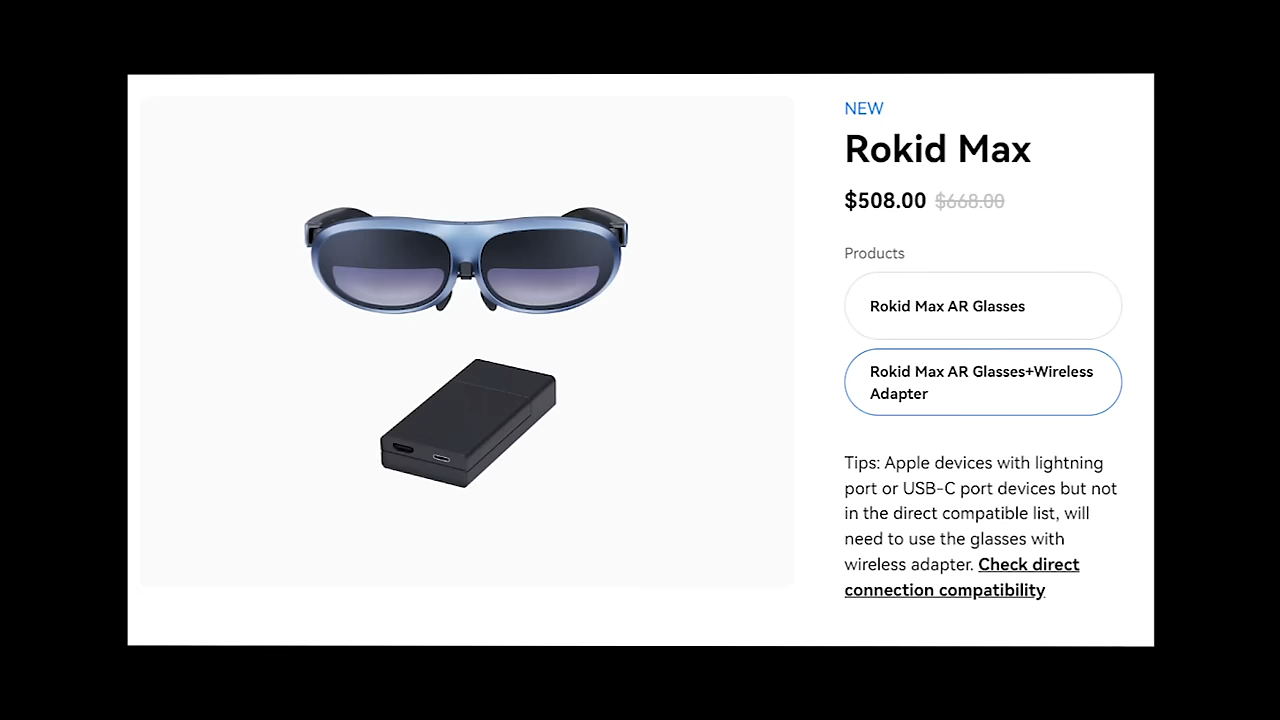 NEW
Rokid Max
$508.00 $668.00
Products
Rokid Max AR Glasses
Rokid Max AR Glasses+Wireless
Adapter
Tips: Apple devices with lightning
port or USB-C port devices but not
in the direct compatible list, will
need to use the glasses with
wireless adapter. Check direct
connection compatibility